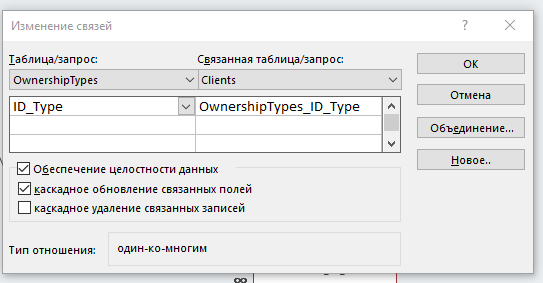 Изменение связей ? ×
Таблица/запрос: Связанная таблица/запрос:
OwnershipTypes Clients
ID_Type OwnershipTypes_ID_Type
ОК
Отмена
Объединение...
Новое..
Обеспечение целостности данных
каскадное обновление связанных полей
каскадное удаление связанных записей
Тип отношения: один-ко-многим